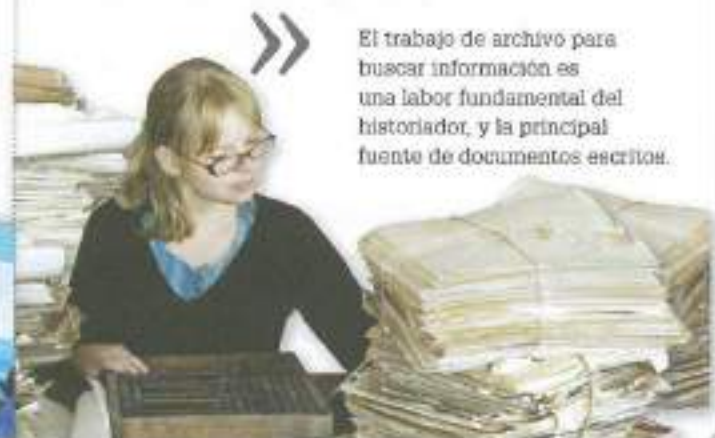 El trabajo de archivo para
buscar información es
una labor fundamental del
historiador, y la principal
fuente de documentos escritos.